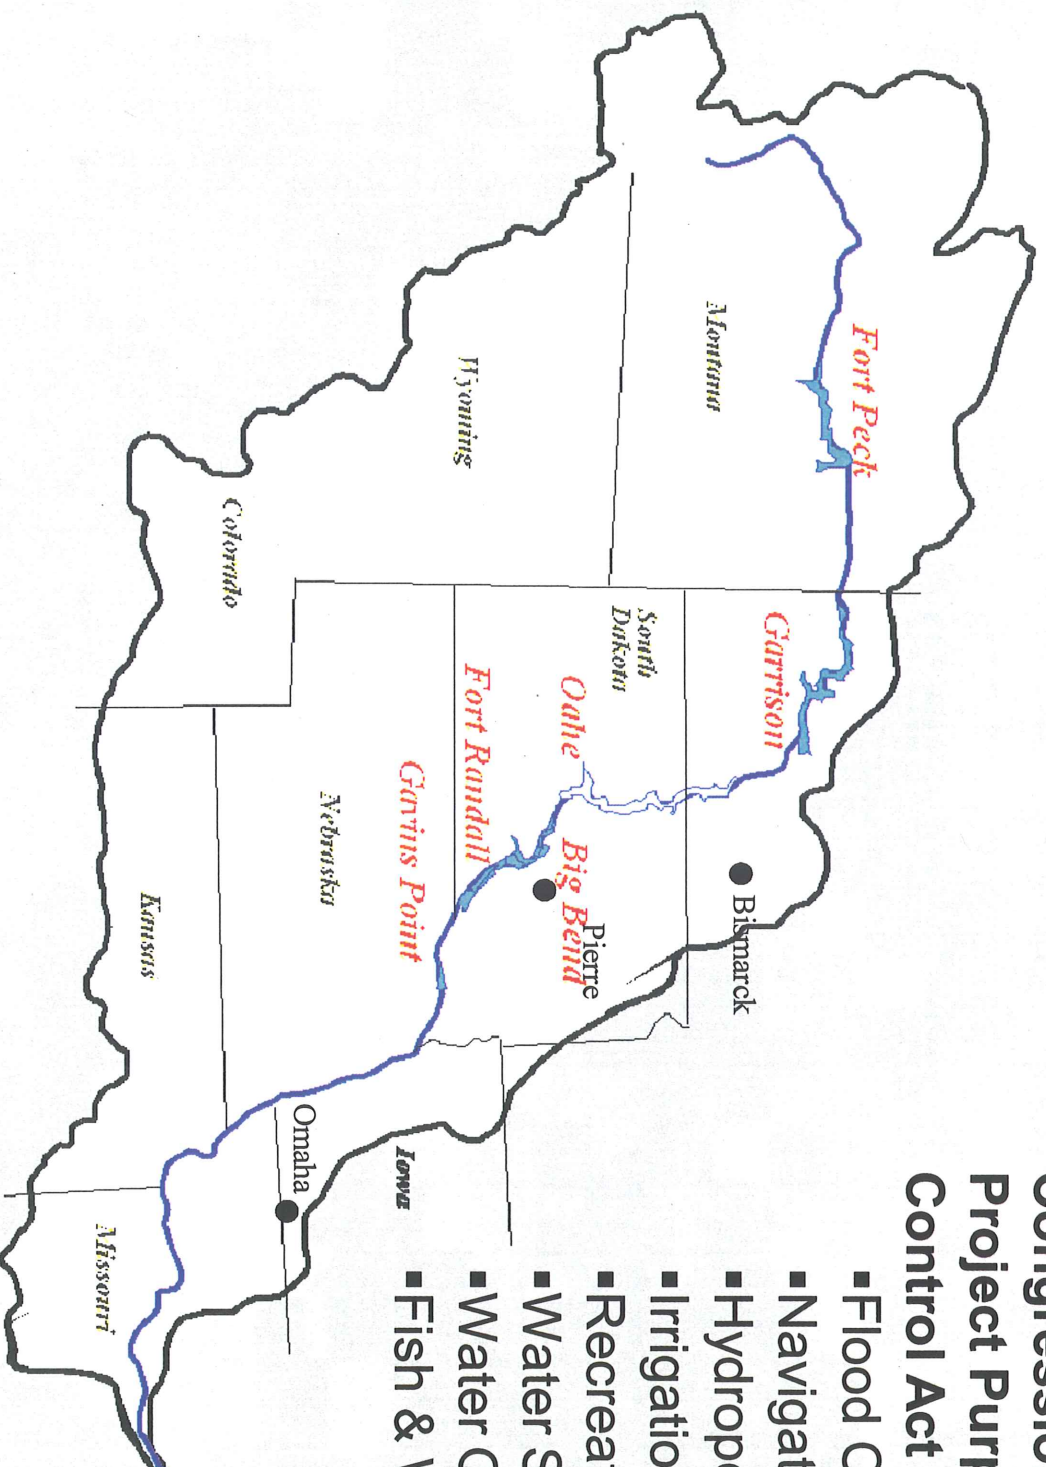 Project Purp
Control Act
▪Flood C
▪Navigat
▪Hydrope
▪Irrigatio
▪Recrea
▪Water S
▪Water
▪Fish &
Fort Peck
Montana
Garrison
Bismarck
South
Dakota
Oahe
Big Bend
Pierre
Wyoming
Fort Randall
Gavins Point
Iowa
Nebraska
Omaha
Colorado
Kansas
Missouri